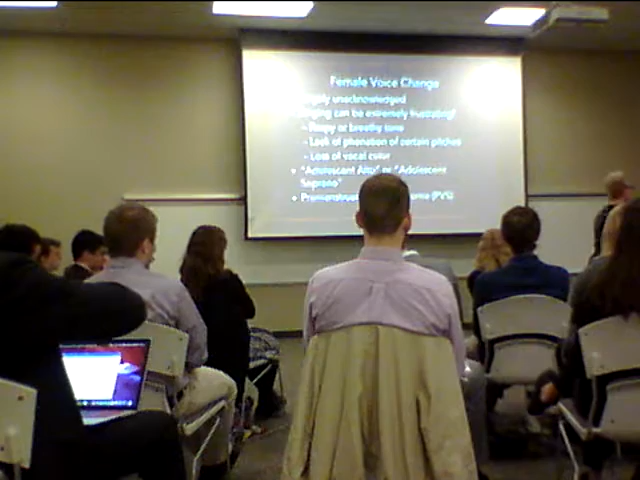 Female Voice Change
unacknowledged
can be extremely frustrating!
- Raspy or breathy tone
- Lack of phonation of certain pitches
- Loss of vocal color
• "Adolescent Alto" or "Adolescent
Soprano"
• (PVS)